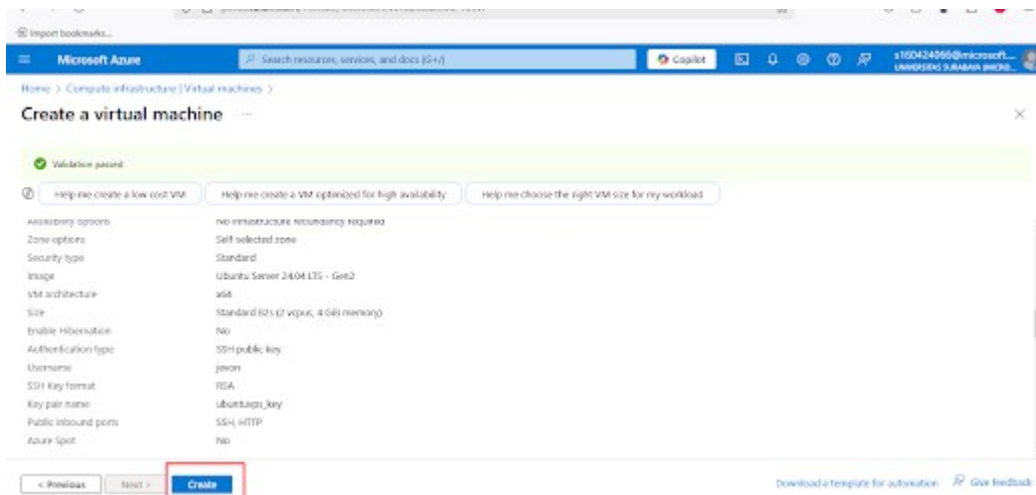 Import bookmarks...
Microsoft Azure Search resources, services, and docs (G+/) Copilot s160424066@microsoft...
UNIVERSITAS SURABAYA
Home > Compute infrastructure | Virtual machines >
Create a virtual machine ...
Validation passed
Help me create a low cost VM Help me create a VM optimized for high availability Help me choose the right VM size for my workload
Availability options No infrastructure redundancy required
Zone options Self-selected zone
Security type Standard
Image Ubuntu Server 24.04 LTS - Gen2
VM architecture x64
Size Standard B2s (2 vcpus, 4 GiB memory)
Enable Hibernation No
Authentication type SSH public key
Username jevon
SSH Key format RSA
Key pair name ubuntuvps_key
Public inbound ports SSH, HTTP
Azure Spot No
< Previous Next > Create Download a template for automation Give feedback